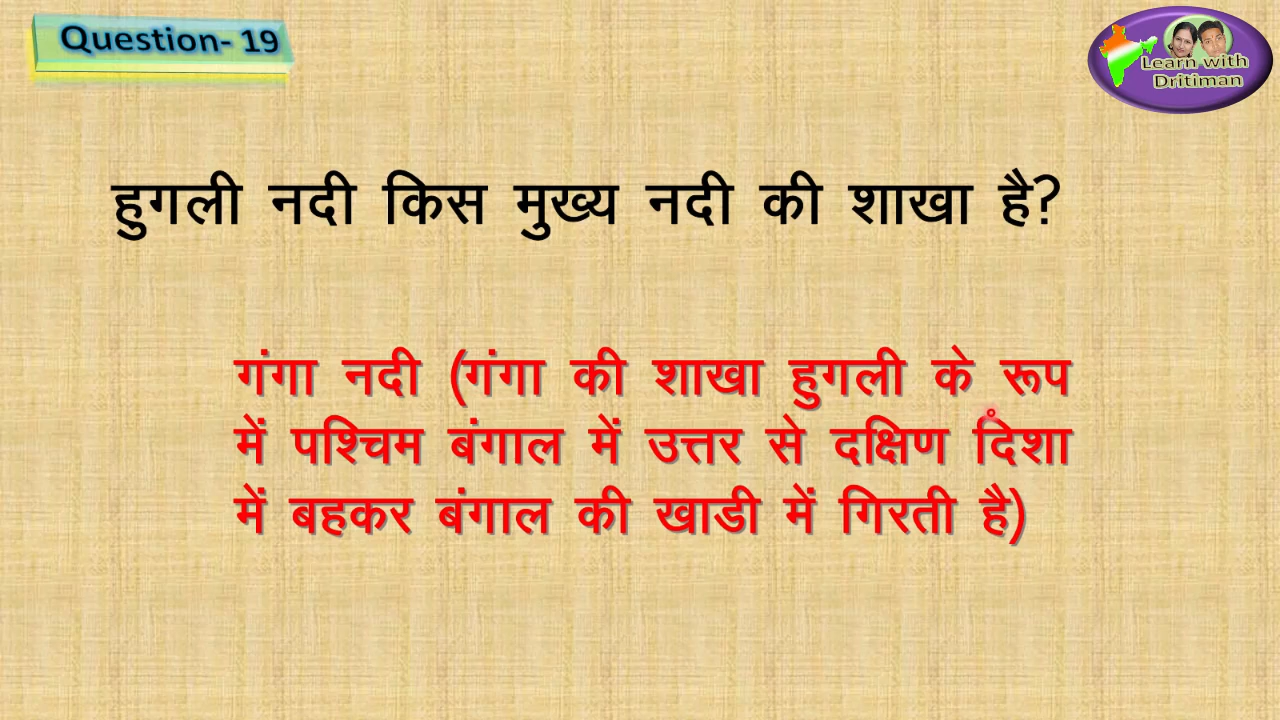 Question- 19
Learn with
Dritiman
हुगली नदी किस मुख्य नदी की शाखा है?
गंगा नदी (गंगा की शाखा हुगली के रूप
में पश्चिम बंगाल में उत्तर से दक्षिण दिशा
में बहकर बंगाल की खाडी में गिरती है)